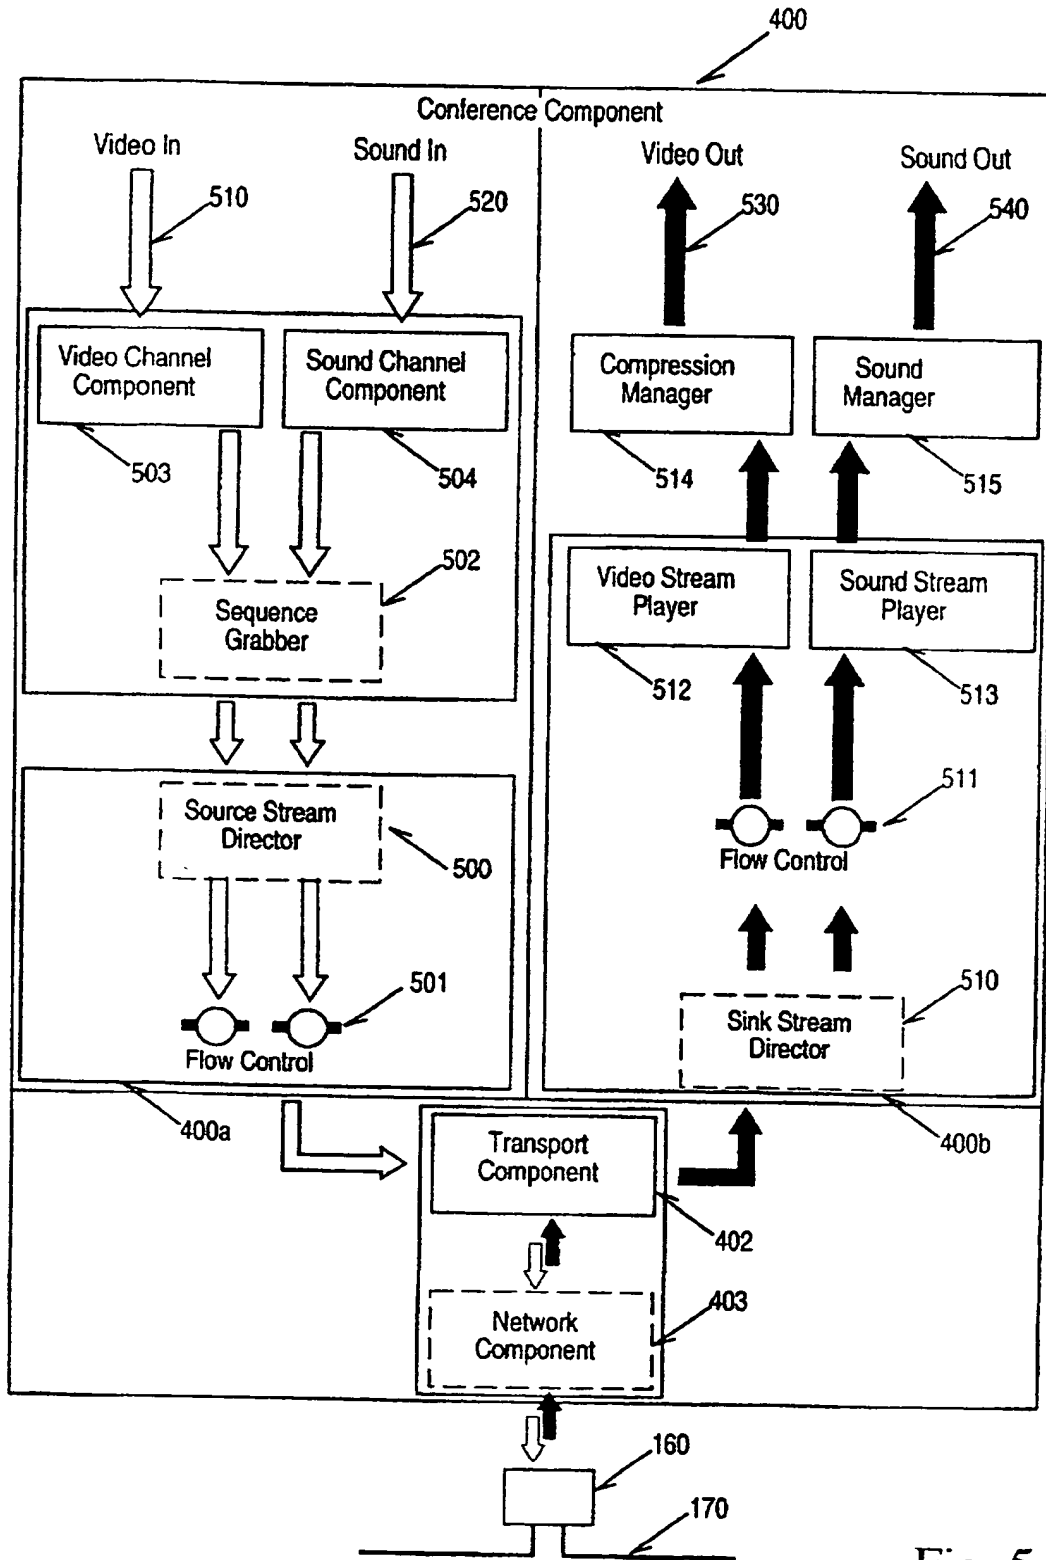 400
Conference Component
Video In
Sound In
Video Out
Sound Out
510
520
530
540
Video Channel
Component
Sound Channel
Component
Compression
Manager
Sound
Manager
503
504
514
515
502
Sequence
Grabber
Video Stream
Player
Sound Stream
Player
512
513
Source Stream
Director
500
511
Flow Control
501
Flow Control
510
Sink Stream
Director
400a
400b
Transport
Component
402
403
Network
Component
160
170
Fig. 5